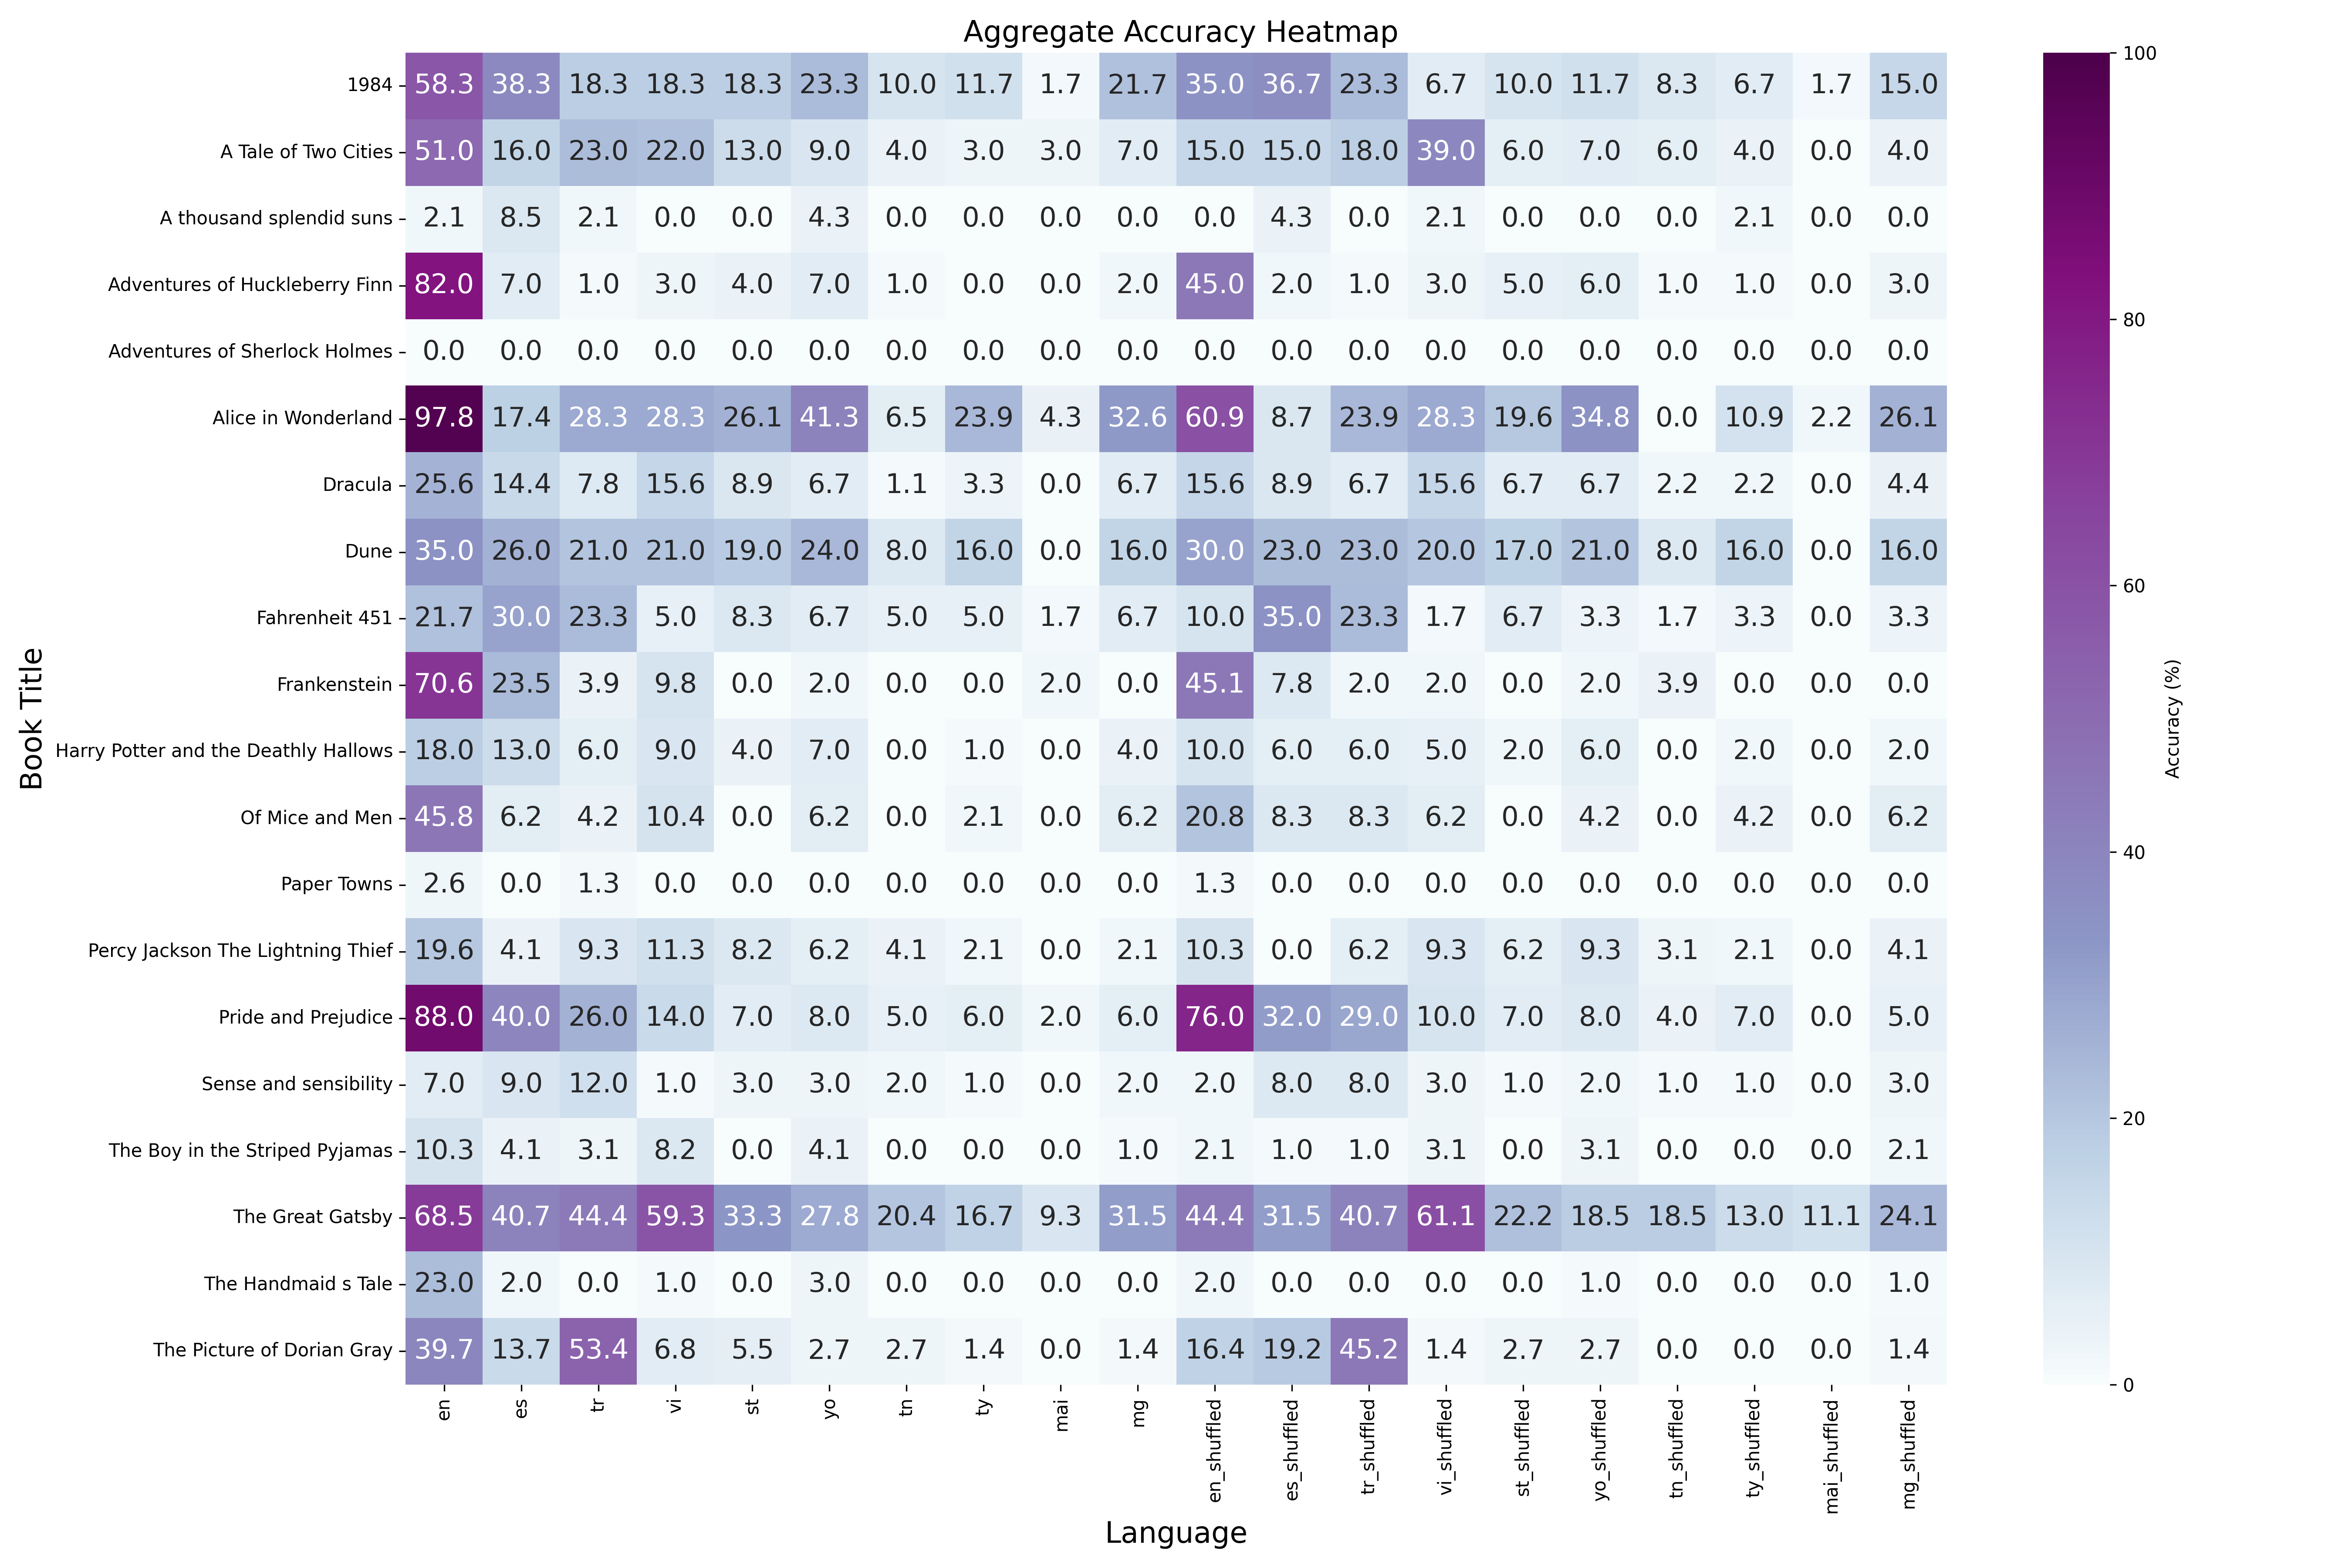 Aggregate Accuracy Heatmap
1984 58.3 38.3 18.3 18.3 18.3 23.3 10.0 11.7 1.7 21.7 35.0 36.7 23.3 6.7 10.0 11.7 8.3 6.7 1.7 15.0
A Tale of Two Cities 51.0 16.0 23.0 22.0 13.0 9.0 4.0 3.0 3.0 7.0 15.0 15.0 18.0 39.0 6.0 7.0 6.0 4.0 0.0 4.0
A thousand splendid suns 2.1 8.5 2.1 0.0 0.0 4.3 0.0 0.0 0.0 0.0 0.0 4.3 0.0 2.1 0.0 0.0 0.0 2.1 0.0 0.0
Adventures of Huckleberry Finn 82.0 7.0 1.0 3.0 4.0 7.0 1.0 0.0 0.0 2.0 45.0 2.0 1.0 3.0 5.0 6.0 1.0 1.0 0.0 3.0
Adventures of Sherlock Holmes 0.0 0.0 0.0 0.0 0.0 0.0 0.0 0.0 0.0 0.0 0.0 0.0 0.0 0.0 0.0 0.0 0.0 0.0 0.0 0.0
Alice in Wonderland 97.8 17.4 28.3 28.3 26.1 41.3 6.5 23.9 4.3 32.6 60.9 8.7 23.9 28.3 19.6 34.8 0.0 10.9 2.2 26.1
Dracula 25.6 14.4 7.8 15.6 8.9 6.7 1.1 3.3 0.0 6.7 15.6 8.9 6.7 15.6 6.7 6.7 2.2 2.2 0.0 4.4
Dune 35.0 26.0 21.0 21.0 19.0 24.0 8.0 16.0 0.0 16.0 30.0 23.0 23.0 20.0 17.0 21.0 8.0 16.0 0.0 16.0
Fahrenheit 451 21.7 30.0 23.3 5.0 8.3 6.7 5.0 5.0 1.7 6.7 10.0 35.0 23.3 1.7 6.7 3.3 1.7 3.3 0.0 3.3
Frankenstein 70.6 23.5 3.9 9.8 0.0 2.0 0.0 0.0 2.0 0.0 45.1 7.8 2.0 2.0 0.0 2.0 3.9 0.0 0.0 0.0
Harry Potter and the Deathly Hallows 18.0 13.0 6.0 9.0 4.0 7.0 0.0 1.0 0.0 4.0 10.0 6.0 6.0 5.0 2.0 6.0 0.0 2.0 0.0 2.0
Of Mice and Men 45.8 6.2 4.2 10.4 0.0 6.2 0.0 2.1 0.0 6.2 20.8 8.3 8.3 6.2 0.0 4.2 0.0 4.2 0.0 6.2
Paper Towns 2.6 0.0 1.3 0.0 0.0 0.0 0.0 0.0 0.0 0.0 1.3 0.0 0.0 0.0 0.0 0.0 0.0 0.0 0.0 0.0
Percy Jackson The Lightning Thief 19.6 4.1 9.3 11.3 8.2 6.2 4.1 2.1 0.0 2.1 10.3 0.0 6.2 9.3 6.2 9.3 3.1 2.1 0.0 4.1
Pride and Prejudice 88.0 40.0 26.0 14.0 7.0 8.0 5.0 6.0 2.0 6.0 76.0 32.0 29.0 10.0 7.0 8.0 4.0 7.0 0.0 5.0
Sense and sensibility 7.0 9.0 12.0 1.0 3.0 3.0 2.0 1.0 0.0 2.0 2.0 8.0 8.0 3.0 1.0 2.0 1.0 1.0 0.0 3.0
The Boy in the Striped Pyjamas 10.3 4.1 3.1 8.2 0.0 4.1 0.0 0.0 0.0 1.0 2.1 1.0 1.0 3.1 0.0 3.1 0.0 0.0 0.0 2.1
The Great Gatsby 68.5 40.7 44.4 59.3 33.3 27.8 20.4 16.7 9.3 31.5 44.4 31.5 40.7 61.1 22.2 18.5 18.5 13.0 11.1 24.1
The Handmaid s Tale 23.0 2.0 0.0 1.0 0.0 3.0 0.0 0.0 0.0 0.0 2.0 0.0 0.0 0.0 0.0 1.0 0.0 0.0 0.0 1.0
The Picture of Dorian Gray 39.7 13.7 53.4 6.8 5.5 2.7 2.7 1.4 0.0 1.4 16.4 19.2 45.2 1.4 2.7 2.7 0.0 0.0 0.0 1.4
en es tr vi st yo tn ty mai mg en_shuffled es_shuffled tr_shuffled vi_shuffled st_shuffled yo_shuffled tn_shuffled ty_shuffled mai_shuffled mg_shuffled
Language
Book Title
100
80
60
40
20
0
Accuracy (%)